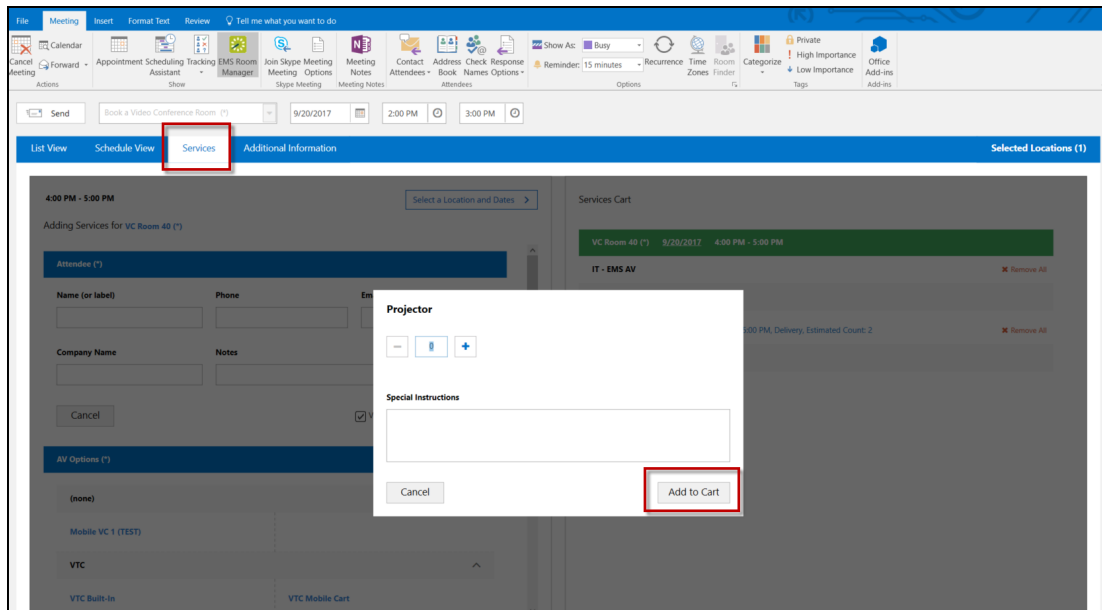 File Meeting Insert Format Text Review Tell me what you want to do
Cancel Meeting
Calendar
Forward
Actions
Appointment
Scheduling Assistant
Tracking
EMS Room Manager
Show
Join Skype Meeting
Meeting Options
Skype Meeting
Meeting Notes
Meeting Notes
Contact Attendees
Address Book
Check Names
Response Options
Attendees
Show As: Busy
Reminder: 15 minutes
Recurrence
Time Zones
Room Finder
Options
Categorize
Private
High Importance
Low Importance
Tags
Office Add-ins
Add-ins
Send Book a Video Conference Room (*) 9/20/2017 2:00 PM 3:00 PM
List View Schedule View Services Additional Information Selected Locations (1)
4:00 PM - 5:00 PM Select a Location and Dates
Services Cart
Adding Services for VC Room 40 (*)
VC Room 40 (*) 9/20/2017 4:00 PM - 5:00 PM
Attendee (*)
IT - EMS AV Remove All
Name (or label) Phone
5:00 PM, Delivery, Estimated Count: 2 Remove All
Company Name Notes
Cancel
AV Options (*)
(none)
Mobile VC 1 (TEST)
VTC
VTC Built-In VTC Mobile Cart
Projector
0
Special Instructions
Cancel Add to Cart